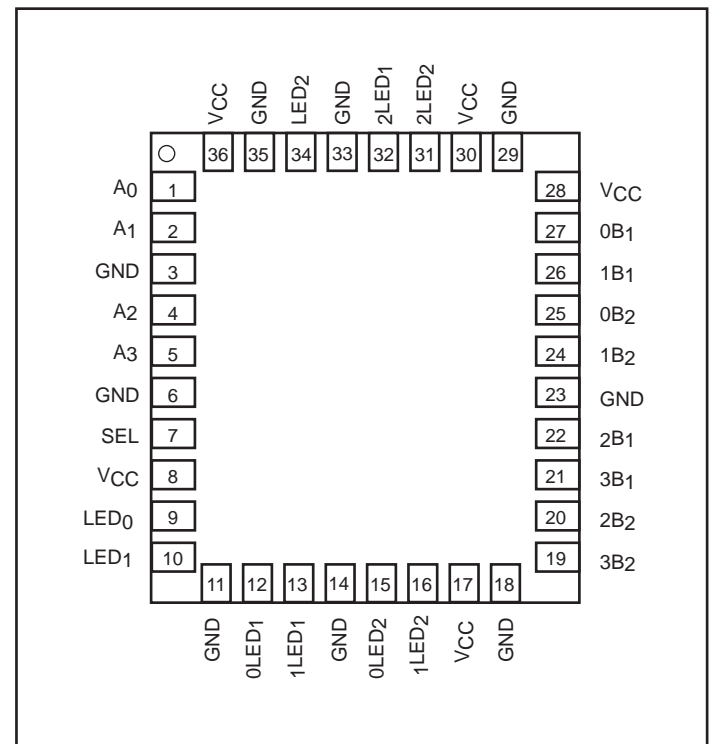 VCC GND LED2 GND 2LED1 2LED2 VCC GND
36 35 34 33 32 31 30 29
A0 1 28 VCC
A1 2 27 0B1
GND 3 26 1B1
A2 4 25 0B2
A3 5 24 1B2
GND 6 23 GND
SEL 7 22 2B1
VCC 8 21 3B1
LED0 9 20 2B2
LED1 10 19 3B2
11 12 13 14 15 16 17 18
GND 0LED1 1LED1 GND 0LED2 1LED2 VCC GND